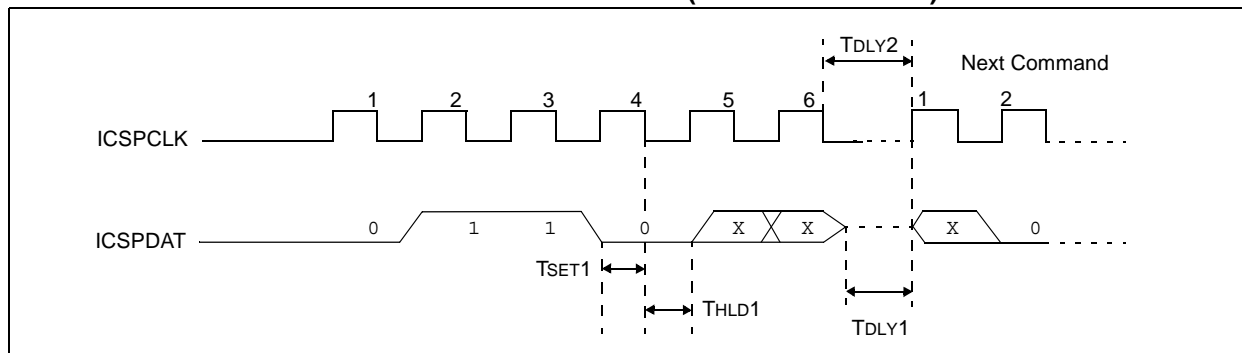 TDLY2
Next Command
1 2 3 4 5 6 1 2
ICSPCLK
ICSPDAT
0 1 1 0 X X X 0
TSET1
THLD1
TDLY1